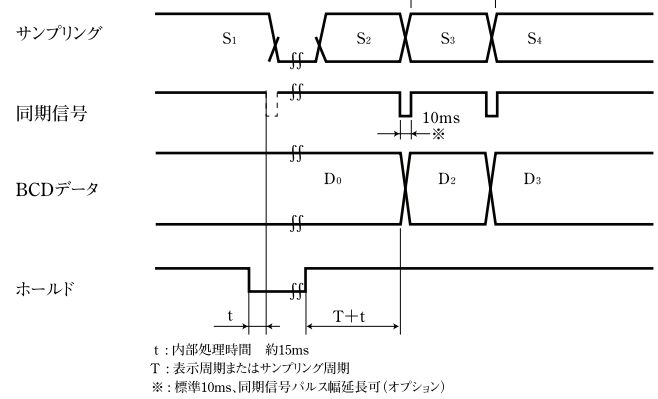 サンプリング
S1 S2 S3 S4
同期信号
10ms
※
BCDデータ
D0 D2 D3
ホールド
t T+t
t : 内部処理時間 約15ms
T : 表示周期またはサンプリング周期
※ : 標準10ms、同期信号パルス幅延長可(オプション)